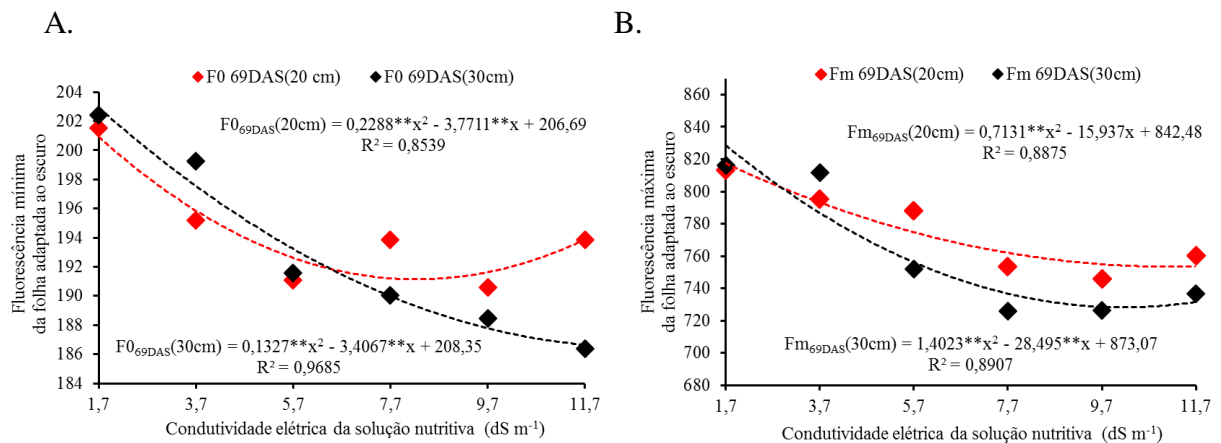 A.
F0 69DAS(20 cm) F0 69DAS(30cm)
Fluorescência mínima
da folha adaptada ao escuro
204
202
200
198
196
194
192
190
188
186
184
F0₆₉DAS(20cm) = 0,2288**x² - 3,7711**x + 206,69
R² = 0,8539
F0₆₉DAS(30cm) = 0,1327**x² - 3,4067**x + 208,35
R² = 0,9685
1,7 3,7 5,7 7,7 9,7 11,7
Condutividade elétrica da solução nutritiva (dS m⁻¹)
B.
Fm 69DAS(20cm) Fm 69DAS(30cm)
Fluorescência máxima
da folha adaptada ao escuro
860
840
820
800
780
760
740
720
700
680
Fm₆₉DAS(20cm) = 0,7131**x² - 15,937x + 842,48
R² = 0,8875
Fm₆₉DAS(30cm) = 1,4023**x² - 28,495**x + 873,07
R² = 0,8907
1,7 3,7 5,7 7,7 9,7 11,7
Condutividade elétrica da solução nutritiva (dS m⁻¹)